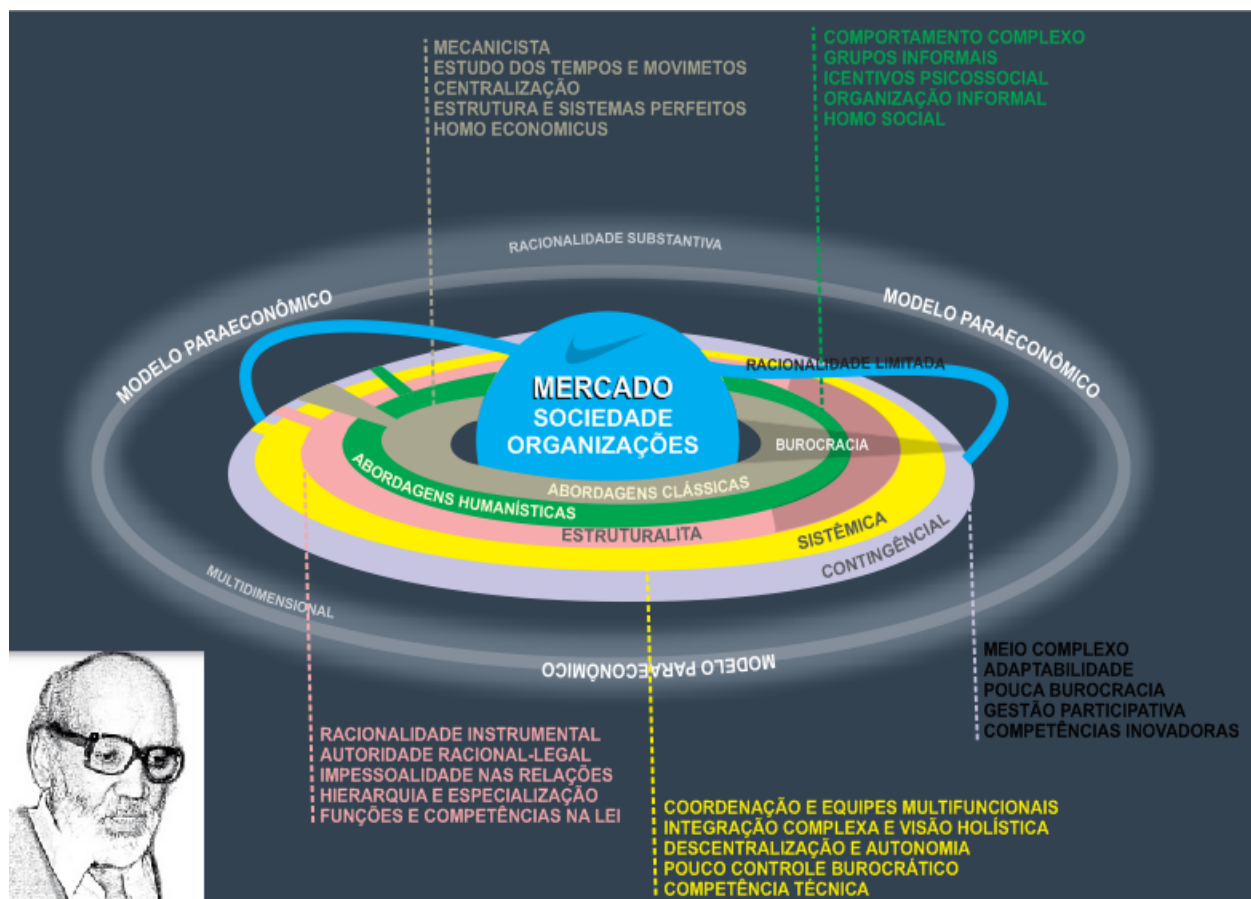 MECANICISTA
ESTUDO DOS TEMPOS E MOVIMETOS
CENTRALIZAÇÃO
ESTRUTURA E SISTEMAS PERFEITOS
HOMO ECONOMICUS
COMPORTAMENTO COMPLEXO
GRUPOS INFORMAIS
ICENTIVOS PSICOSSOCIAL
ORGANIZAÇÃO INFORMAL
HOMO SOCIAL
RACIONALIDADE SUBSTANTIVA
MODELO PARAECONÔMICO
MODELO PARAECONÔMICO
RACIONALIDADE LIMITADA
MERCADO
SOCIEDADE
ORGANIZAÇÕES
BUROCRACIA
ABORDAGENS CLÁSSICAS
ABORDAGENS HUMANÍSTICAS
ESTRUTURALITA
SISTÊMICA
CONTINGÊNCIAL
MULTIDIMENSIONAL
MODELO PARAECONÔMICO
MEIO COMPLEXO
ADAPTABILIDADE
POUCA BUROCRACIA
GESTÃO PARTICIPATIVA
COMPETÊNCIAS INOVADORAS
RACIONALIDADE INSTRUMENTAL
AUTORIDADE RACIONAL-LEGAL
IMPESSOALIDADE NAS RELAÇÕES
HIERARQUIA E ESPECIALIZAÇÃO
FUNÇÕES E COMPETÊNCIAS NA LEI
COORDENAÇÃO E EQUIPES MULTIFUNCIONAIS
INTEGRAÇÃO COMPLEXA E VISÃO HOLÍSTICA
DESCENTRALIZAÇÃO E AUTONOMIA
POUCO CONTROLE BUROCRÁTICO
COMPETÊNCIA TÉCNICA